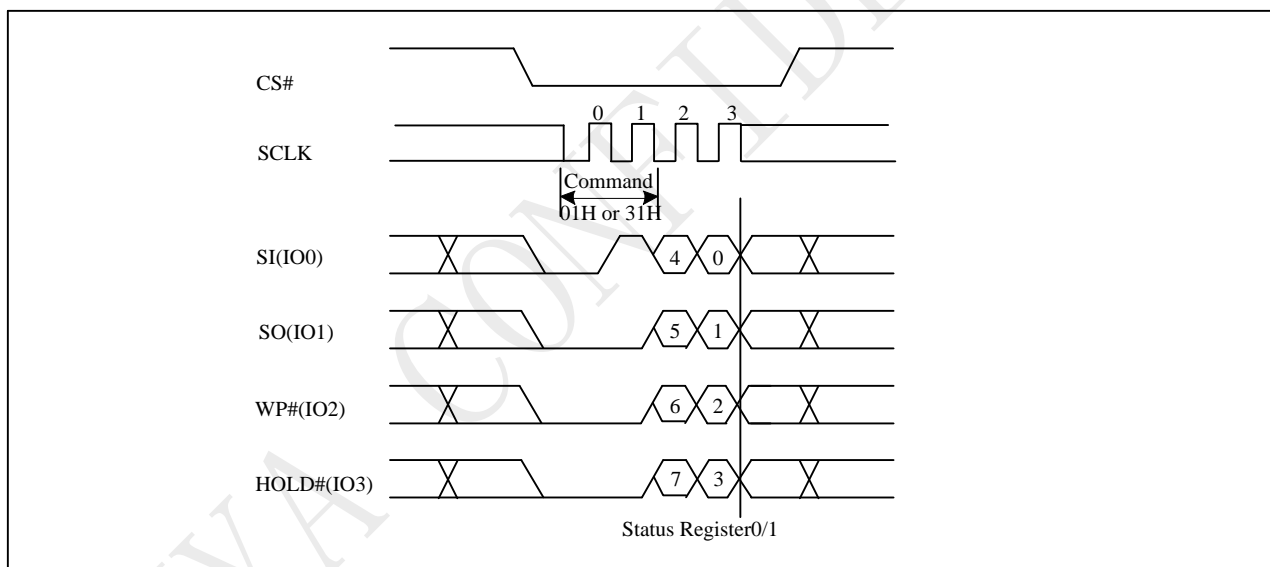 CS#
0 1 2 3
SCLK
Command
01H or 31H
SI(IO0)
4 0
SO(IO1)
5 1
WP#(IO2)
6 2
HOLD#(IO3)
7 3
Status Register0/1